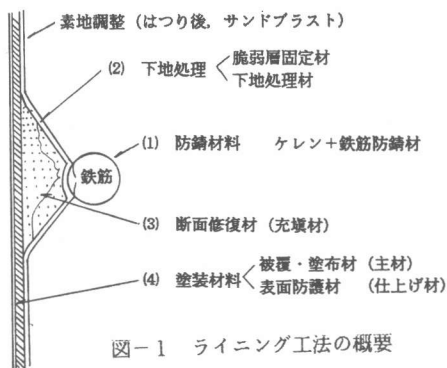 素地調整（はつり後，サンドブラスト）
(2) 下地処理
脆弱層固定材
下地処理材
(1) 防錆材料 ケレン＋鉄筋防錆材
鉄筋
(3) 断面修復材（充塡材）
(4) 塗装材料
被覆・塗布材（主材）
表面防護材（仕上げ材）
図－1 ライニング工法の概要